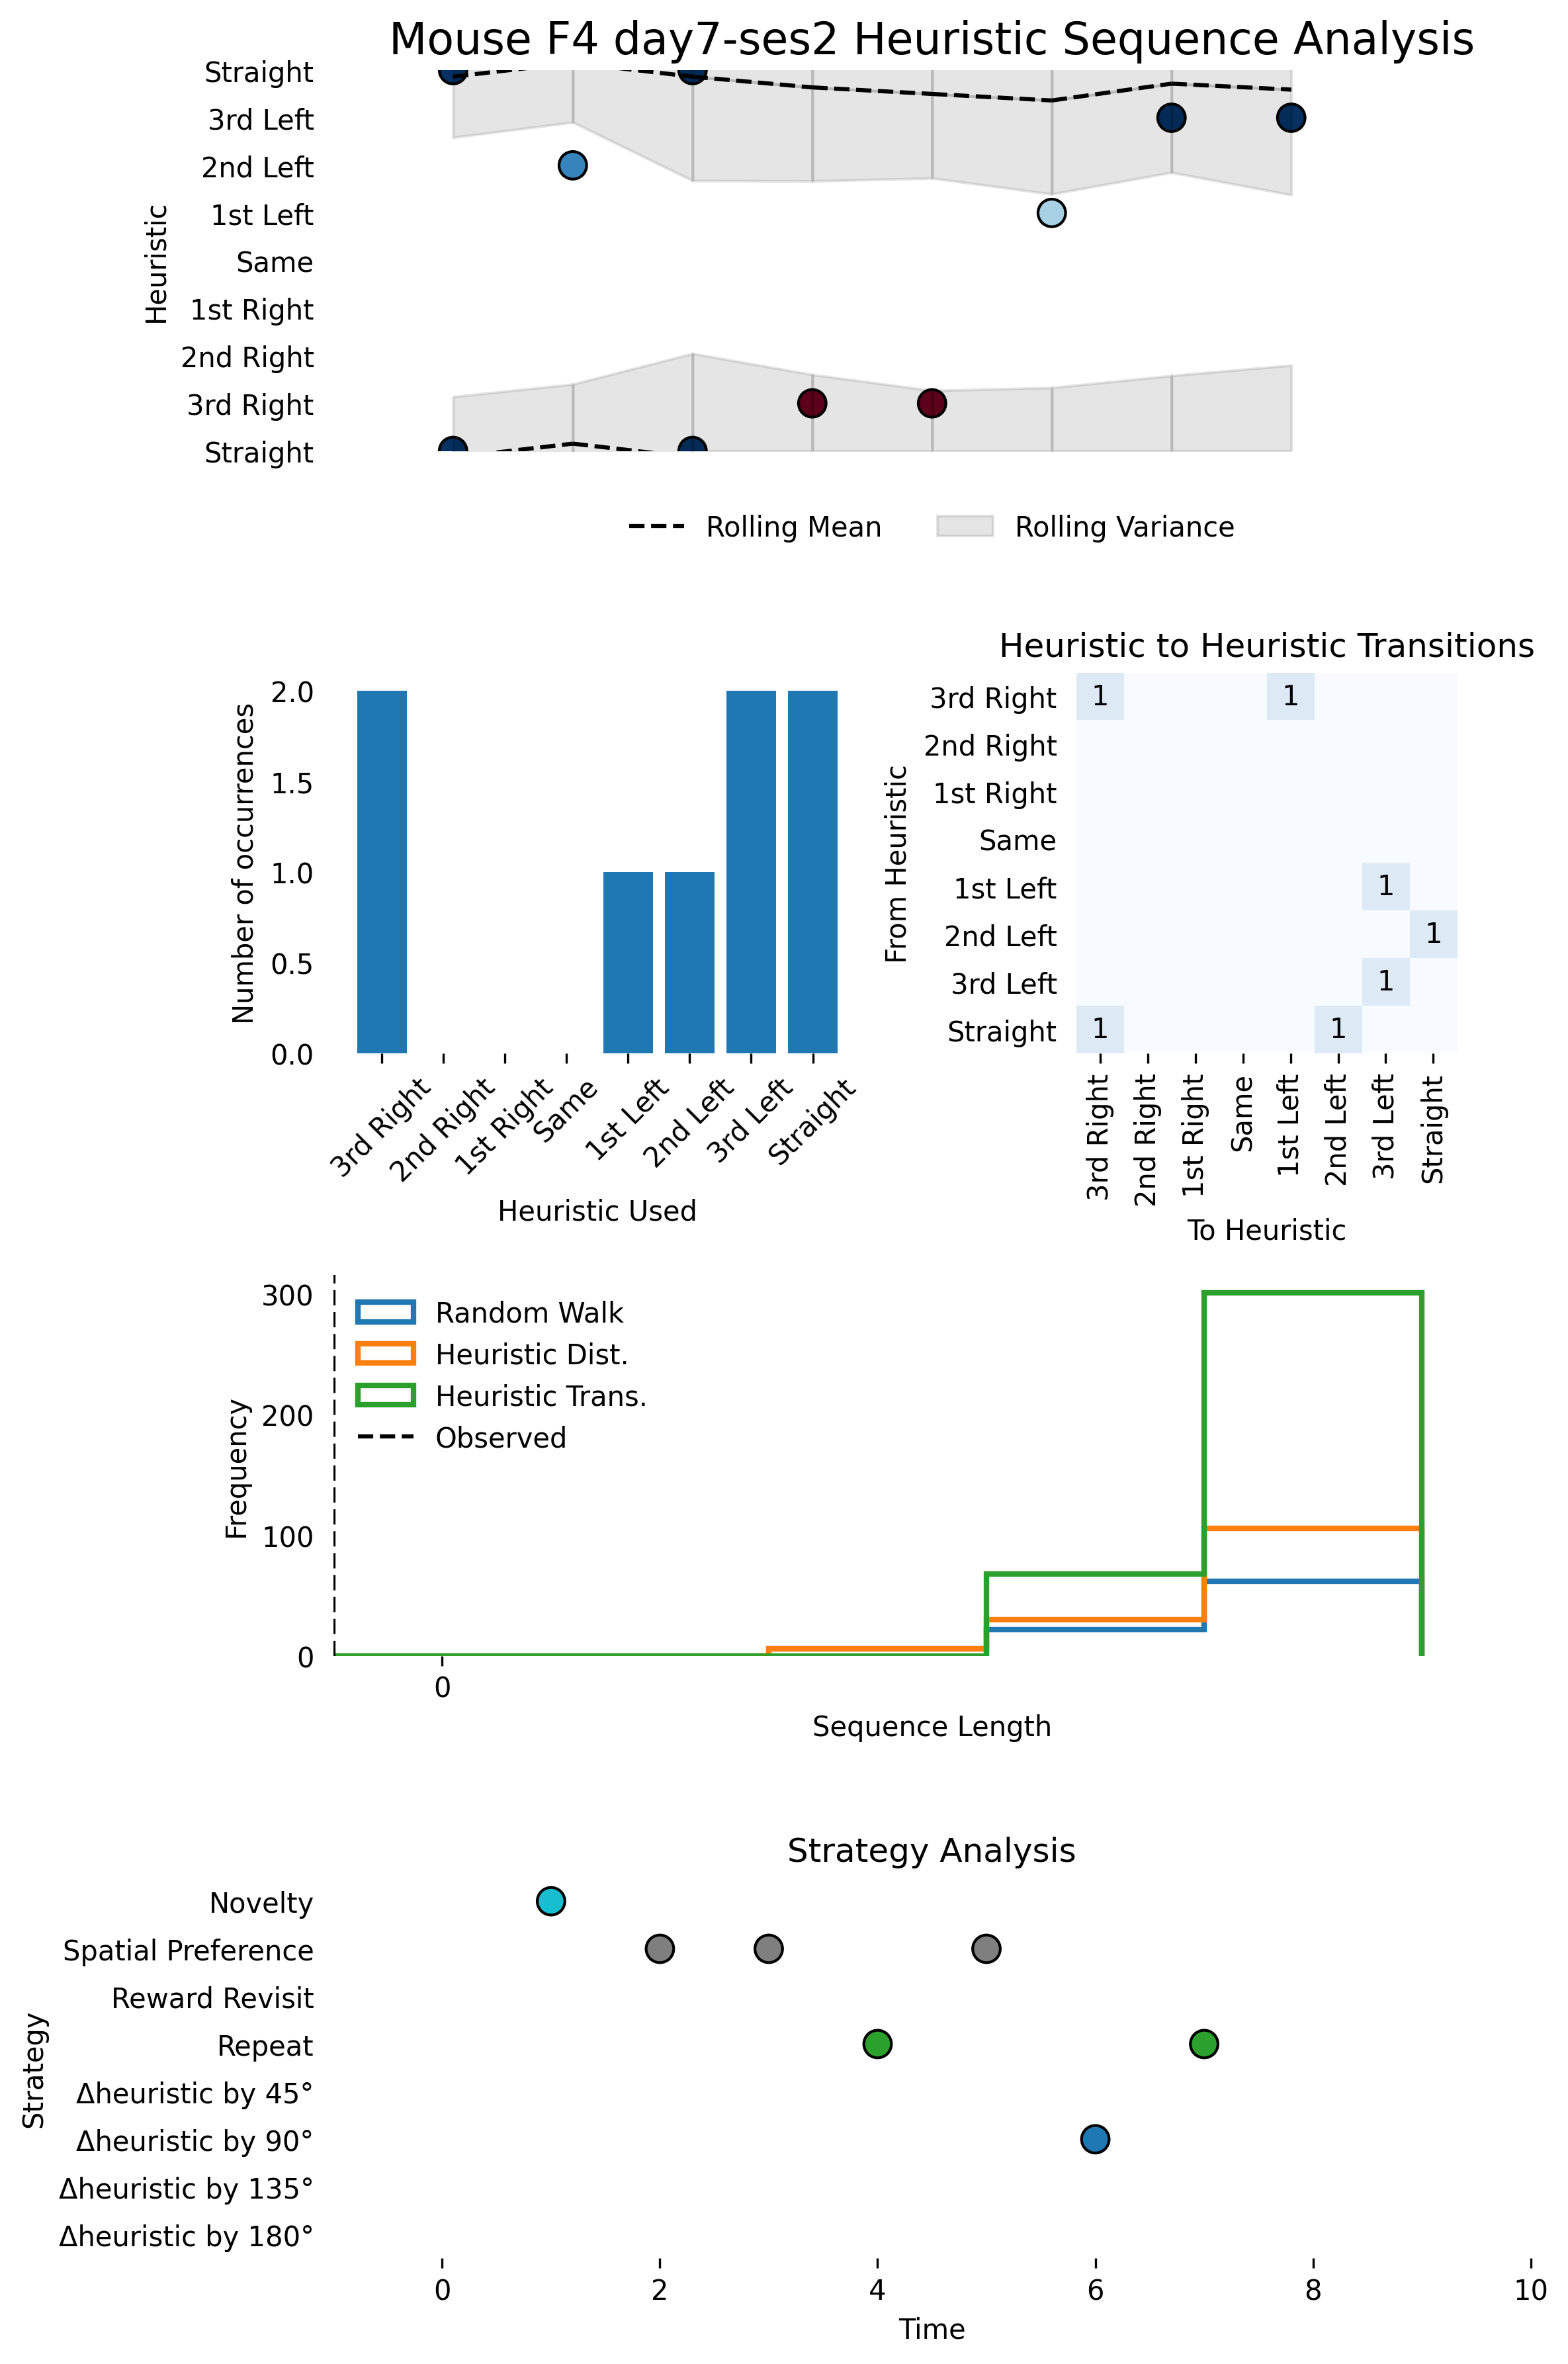 Mouse F4 day7-ses2 Heuristic Sequence Analysis
Straight
3rd Left
2nd Left
1st Left
Same
1st Right
2nd Right
3rd Right
Straight
Heuristic
Rolling Mean
Rolling Variance
2.0
1.5
1.0
0.5
0.0
Number of occurrences
3rd Right
2nd Right
1st Right
Same
1st Left
2nd Left
3rd Left
Straight
Heuristic Used
Heuristic to Heuristic Transitions
3rd Right 1 1
2nd Right
1st Right
Same
1st Left 1
2nd Left 1
3rd Left 1
Straight 1 1
From Heuristic
3rd Right
2nd Right
1st Right
Same
1st Left
2nd Left
3rd Left
Straight
To Heuristic
300
200
100
0
Frequency
Random Walk
Heuristic Dist.
Heuristic Trans.
Observed
0
Sequence Length
Strategy Analysis
Novelty
Spatial Preference
Reward Revisit
Repeat
Δheuristic by 45°
Δheuristic by 90°
Δheuristic by 135°
Δheuristic by 180°
Strategy
0 2 4 6 8 10
Time